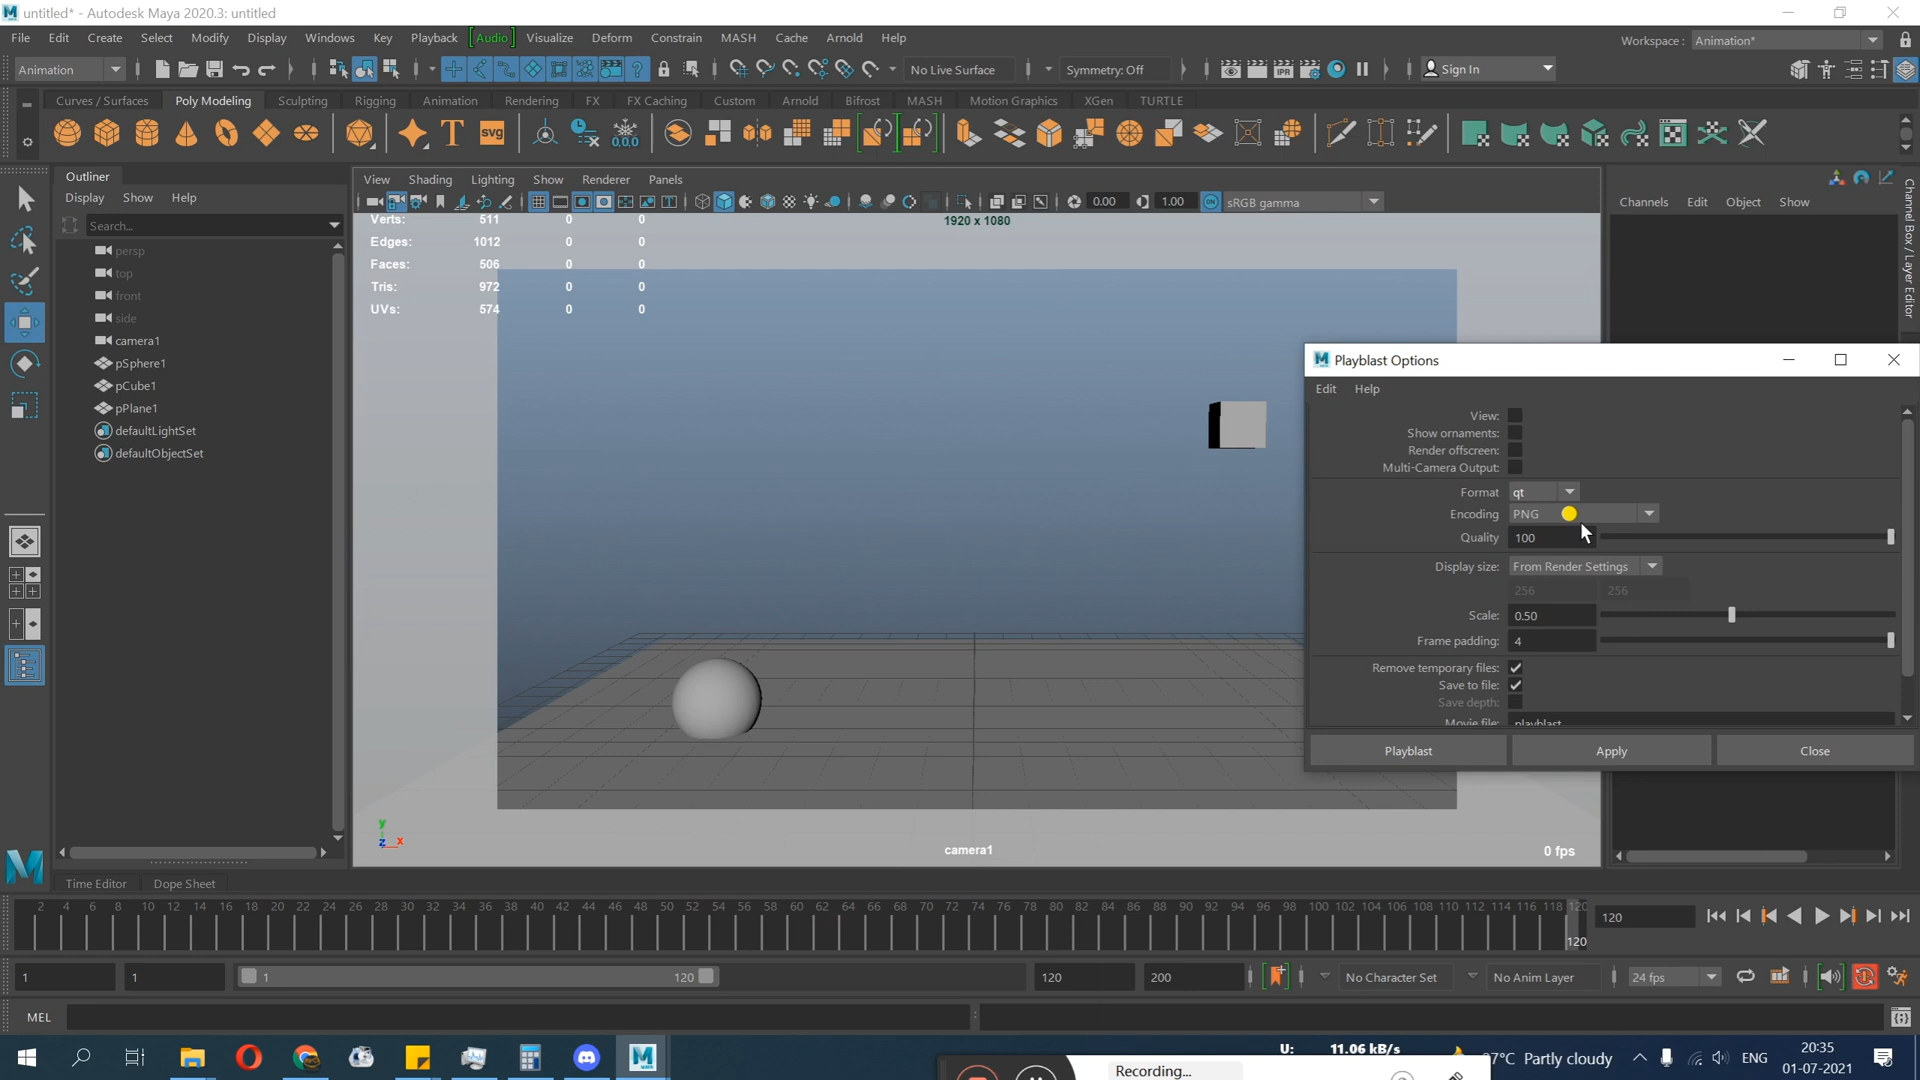 untitled* - Autodesk Maya 2020.3: untitled
File Edit Create Select Modify Display Windows Key Playback Audio Visualize Deform Constrain MASH Cache Arnold Help
Workspace: Animation*
Animation No Live Surface Symmetry: Off Sign In
Curves / Surfaces Poly Modeling Sculpting Rigging Animation Rendering FX FX Caching Custom Arnold Bifrost MASH Motion Graphics XGen TURTLE
T SVG 0,0,0
Outliner
Display Show Help
Search...
persp
top
front
side
camera1
pSphere1
pCube1
pPlane1
defaultLightSet
defaultObjectSet
View Shading Lighting Show Renderer Panels
0.00 1.00 ON sRGB gamma
Verts: 511 0 0
1920 x 1080
Edges: 1012 0 0
Faces: 506 0 0
Tris: 972 0 0
UVs: 574 0 0
y
z x
camera1
0 fps
Channels Edit Object Show
Channel Box / Layer Editor
Playblast Options
Edit Help
View:
Show ornaments:
Render offscreen:
Multi-Camera Output:
Format qt
Encoding PNG
Quality 100
Display size: From Render Settings
256 256
Scale: 0.50
Frame padding: 4
Remove temporary files:
Save to file:
Save depth:
Movie file: playblast
Playblast Apply Close
Time Editor Dope Sheet
2 4 6 8 10 12 14 16 18 20 22 24 26 28 30 32 34 36 38 40 42 44 46 48 50 52 54 56 58 60 62 64 66 68 70 72 74 76 78 80 82 84 86 88 90 92 94 96 98 100 102 104 106 108 110 112 114 116 118 120
120
120
1 1 1 120 120 200 No Character Set No Anim Layer 24 fps
MEL
Recording...
U: 11.06 kB/s
Partly cloudy ENG
20:35
01-07-2021